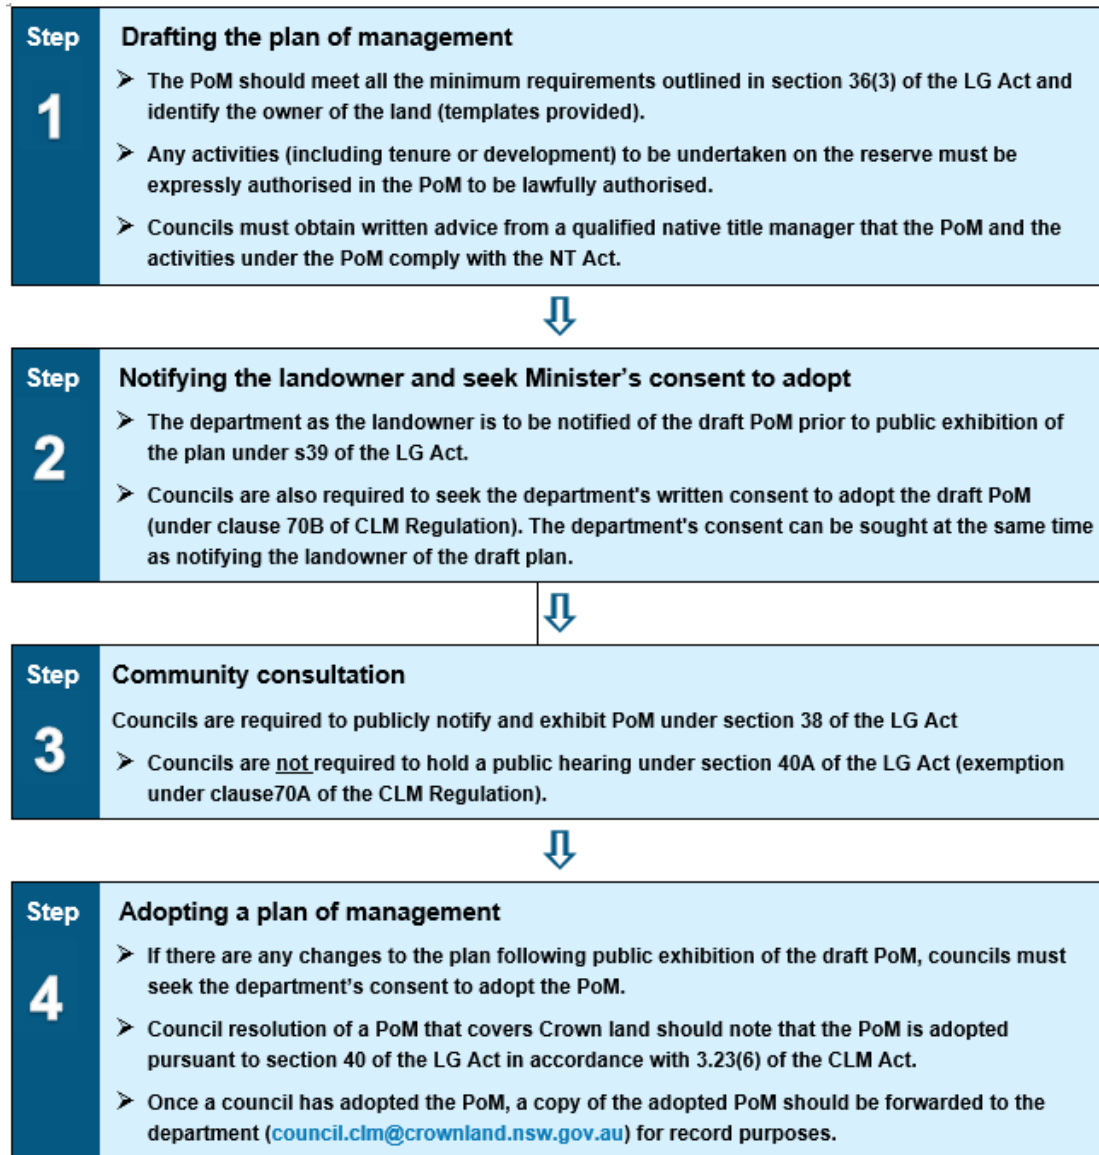 Step
1
Drafting the plan of management
➢ The PoM should meet all the minimum requirements outlined in section 36(3) of the LG Act and
identify the owner of the land (templates provided).
➢ Any activities (including tenure or development) to be undertaken on the reserve must be
expressly authorised in the PoM to be lawfully authorised.
➢ Councils must obtain written advice from a qualified native title manager that the PoM and the
activities under the PoM comply with the NT Act.
Step
2
Notifying the landowner and seek Minister's consent to adopt
➢ The department as the landowner is to be notified of the draft PoM prior to public exhibition of
the plan under s39 of the LG Act.
➢ Councils are also required to seek the department's written consent to adopt the draft PoM
(under clause 70B of CLM Regulation). The department's consent can be sought at the same time
as notifying the landowner of the draft plan.
Step
3
Community consultation
Councils are required to publicly notify and exhibit PoM under section 38 of the LG Act
➢ Councils are not required to hold a public hearing under section 40A of the LG Act (exemption
under clause70A of the CLM Regulation).
Step
4
Adopting a plan of management
➢ If there are any changes to the plan following public exhibition of the draft PoM, councils must
seek the department's consent to adopt the PoM.
➢ Council resolution of a PoM that covers Crown land should note that the PoM is adopted
pursuant to section 40 of the LG Act in accordance with 3.23(6) of the CLM Act.
➢ Once a council has adopted the PoM, a copy of the adopted PoM should be forwarded to the
department (council.clm@crownland.nsw.gov.au) for record purposes.